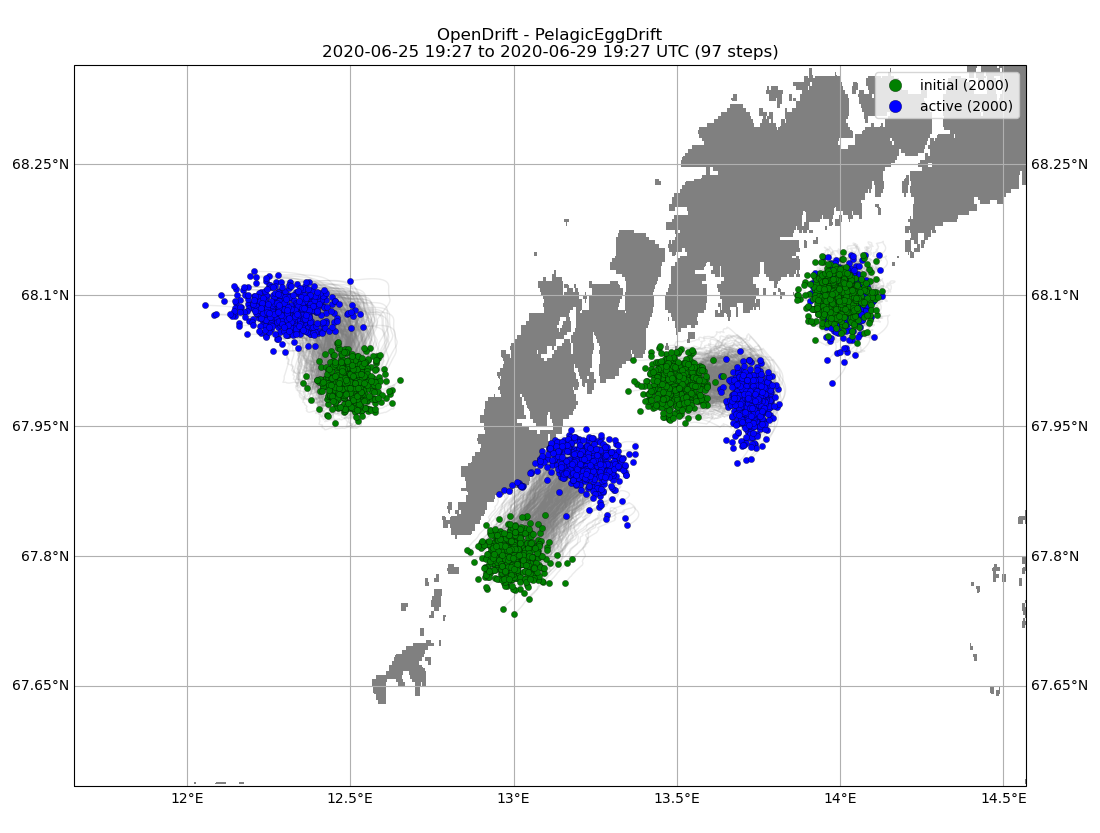 OpenDrift - PelagicEggDrift
2020-06-25 19:27 to 2020-06-29 19:27 UTC (97 steps)
initial (2000)
active (2000)
68.25°N
68.25°N
68.1°N
68.1°N
67.95°N
67.95°N
67.8°N
67.8°N
67.65°N
67.65°N
12°E
12.5°E
13°E
13.5°E
14°E
14.5°E